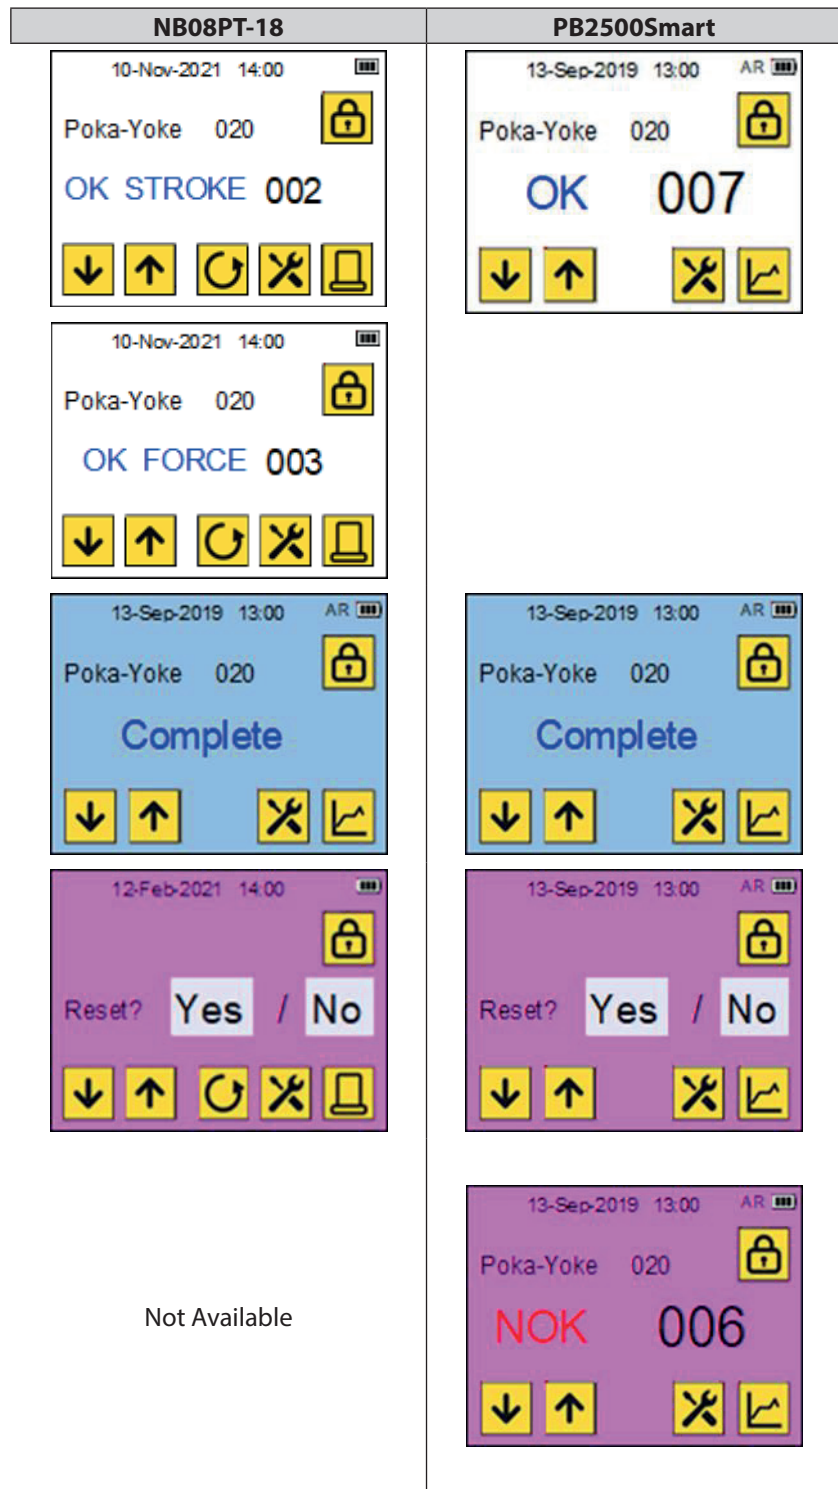 NB08PT-18 PB2500Smart
10-Nov-2021 14:00
Poka-Yoke 020
OK STROKE 002
13-Sep-2019 13:00 AR
Poka-Yoke 020
OK 007
10-Nov-2021 14:00
Poka-Yoke 020
OK FORCE 003
13-Sep-2019 13:00 AR
Poka-Yoke 020
Complete
13-Sep-2019 13:00 AR
Poka-Yoke 020
Complete
12-Feb-2021 14:00
Reset? Yes / No
13-Sep-2019 13:00 AR
Reset? Yes / No
Not Available
13-Sep-2019 13:00 AR
Poka-Yoke 020
NOK 006